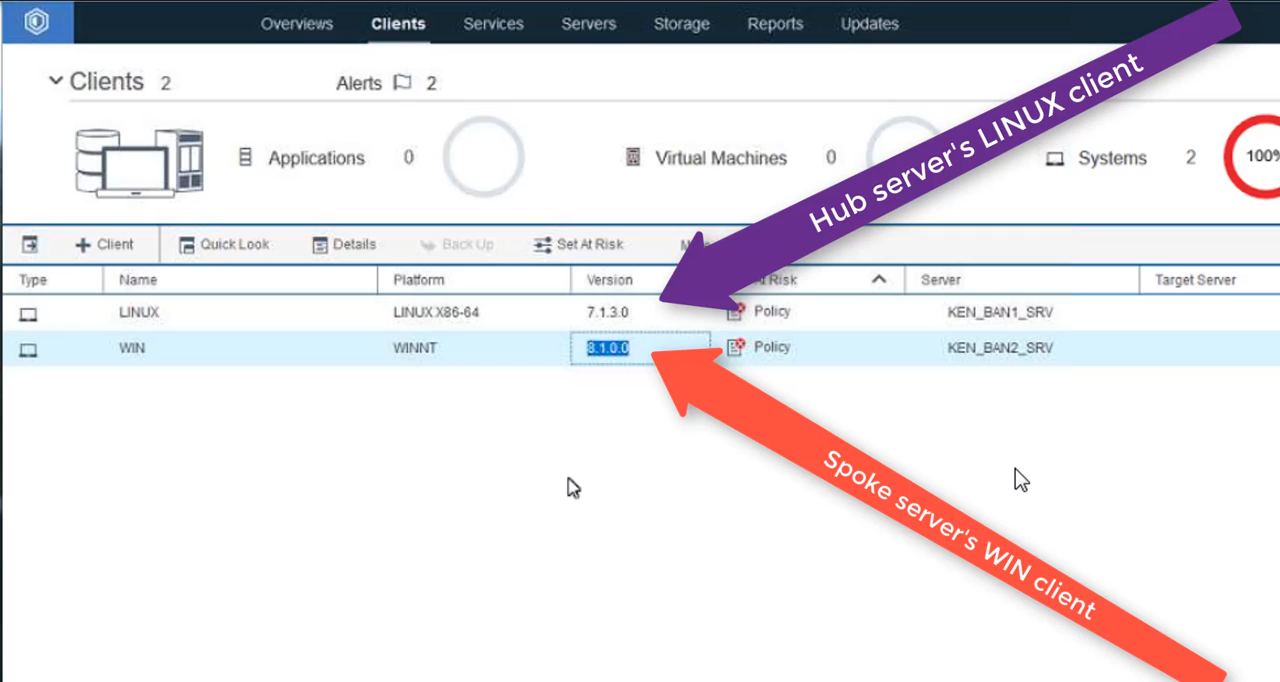 Overviews Clients Services Servers Storage Reports Updates
Clients 2 Alerts 2
Applications 0 Virtual Machines 0 Systems 2 100%
Client Quick Look Details Back Up Set At Risk
Type Name Platform Version At Risk Server Target Server
LINUX LINUX X86-64 7.1.3.0 Policy KEN_BAN1_SRV
WIN WINNT 8.1.0.0 Policy KEN_BAN2_SRV
Hub server's LINUX client
Spoke server's WIN client